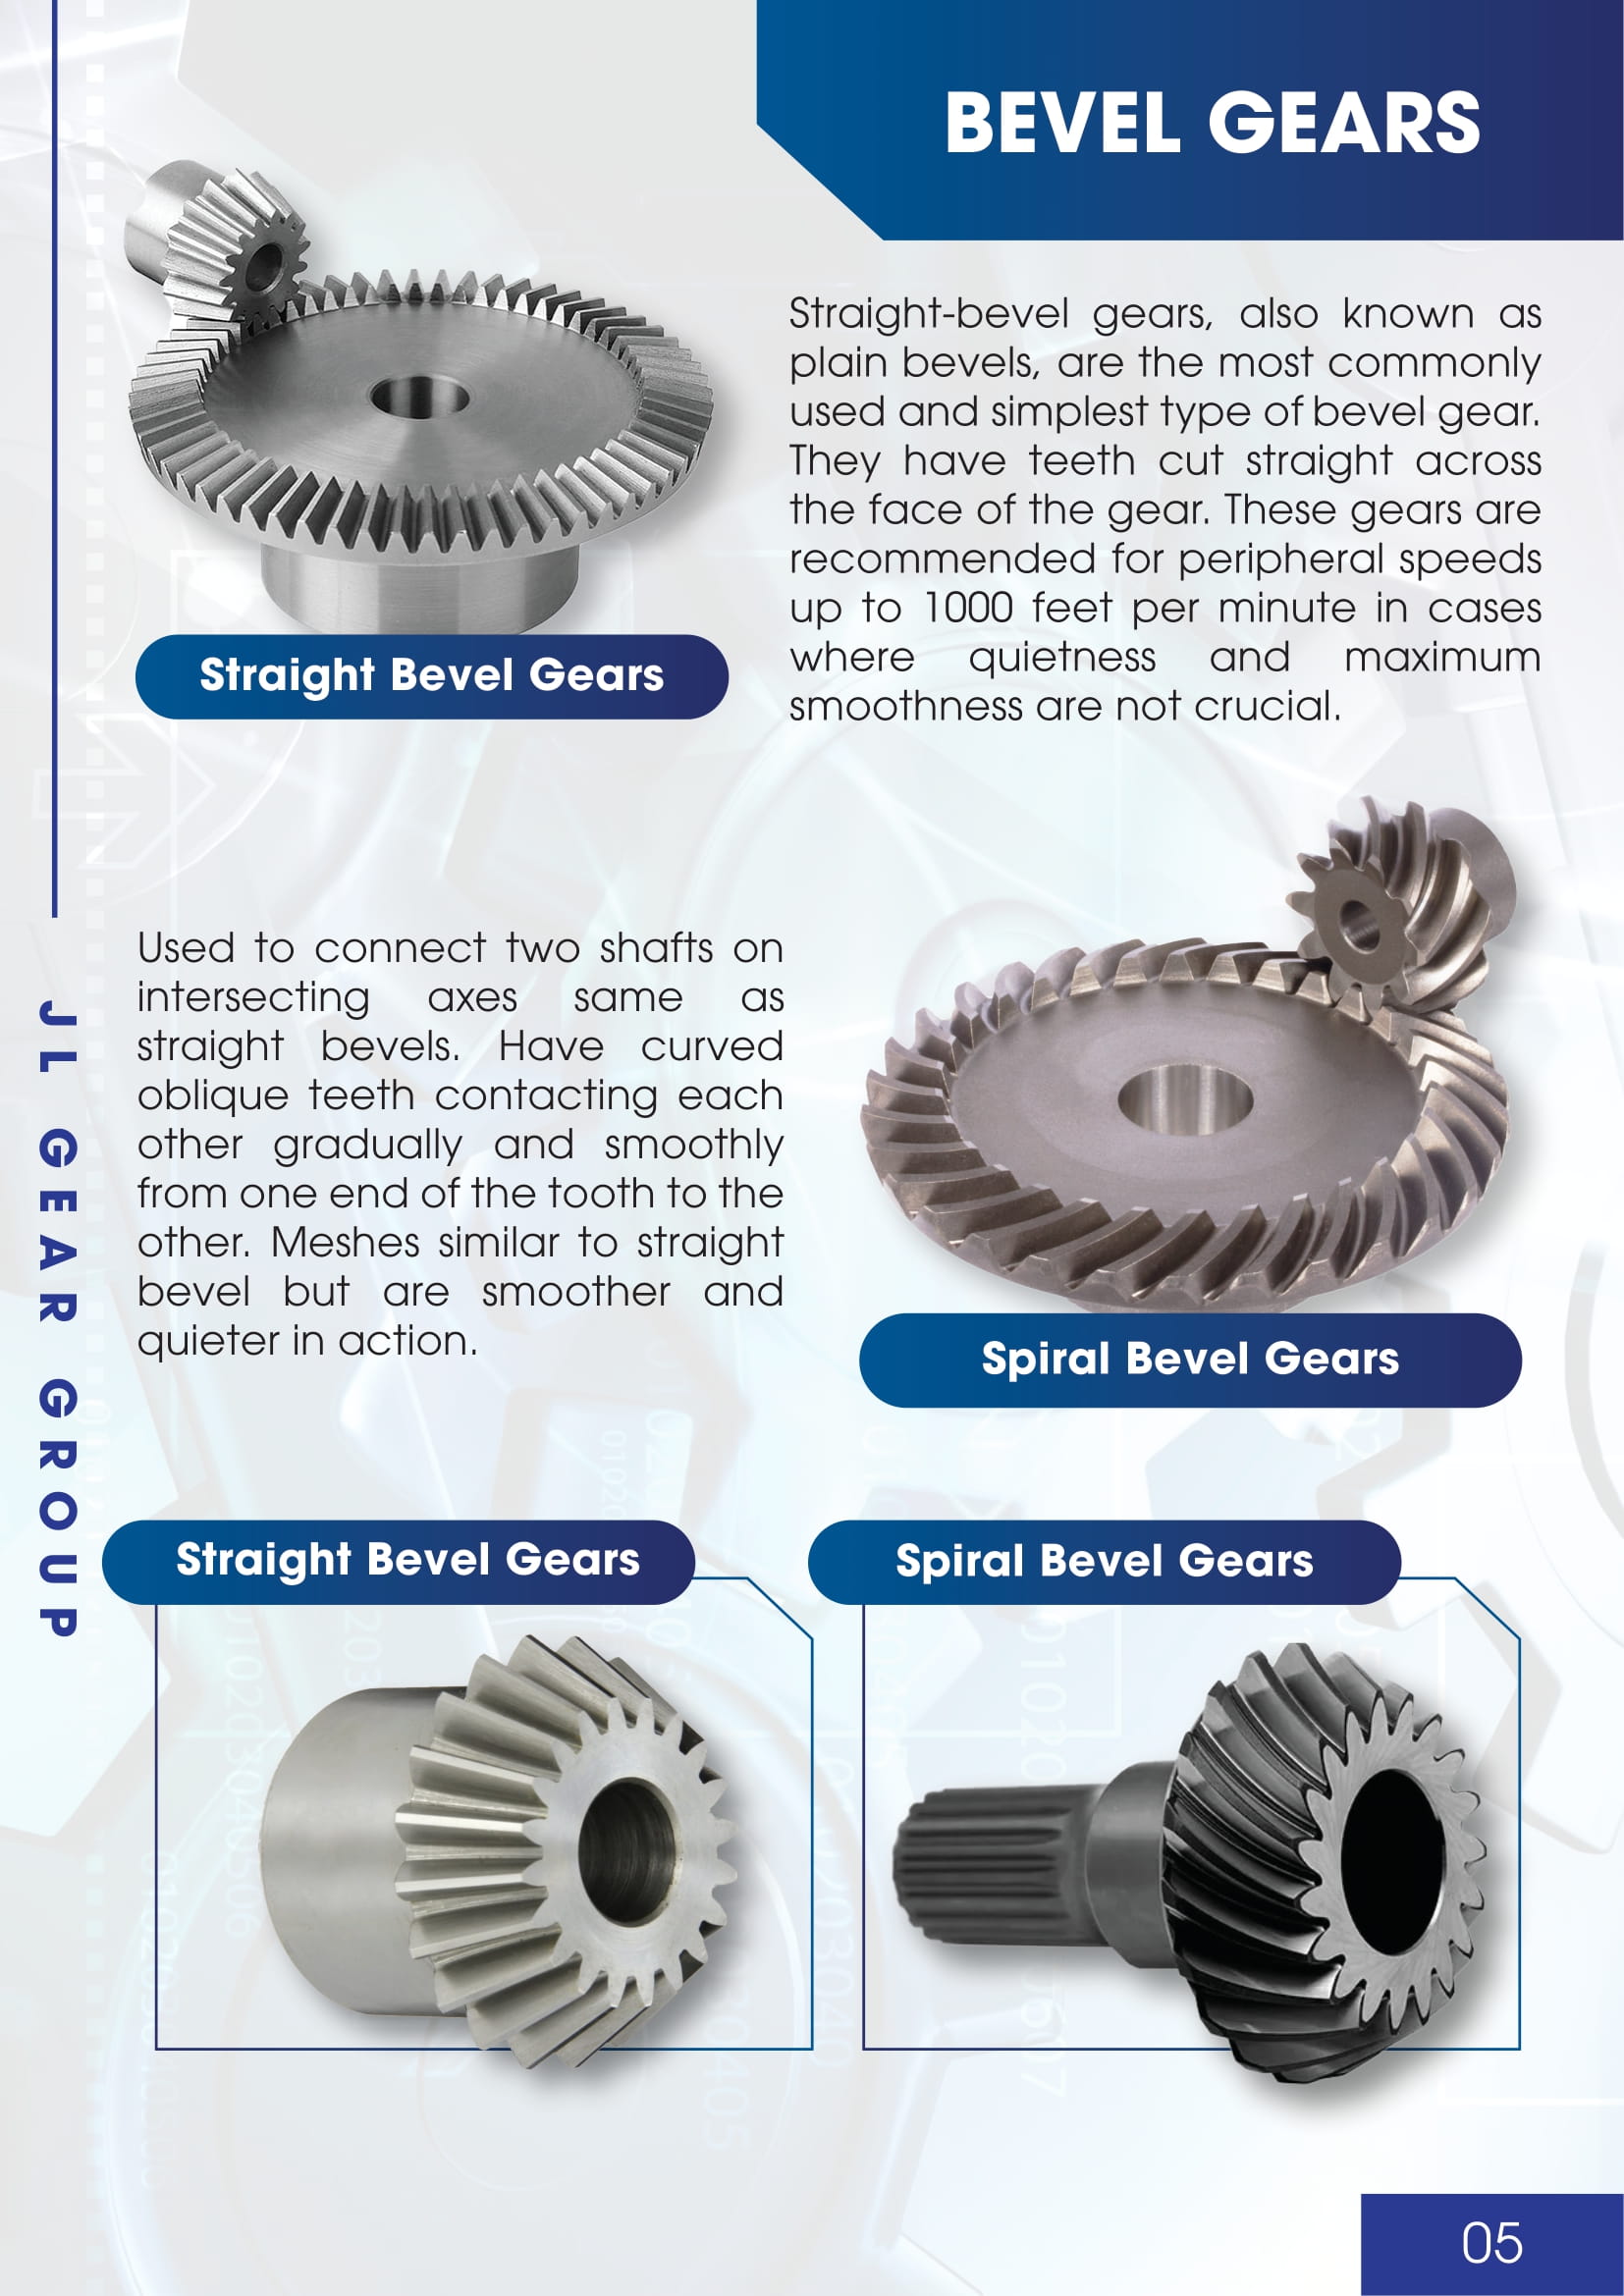 BEVEL GEARS
Straight-bevel gears, also known as
plain bevels, are the most commonly
used and simplest type of bevel gear.
They have teeth cut straight across
the face of the gear. These gears are
recommended for peripheral speeds
up to 1000 feet per minute in cases
where quietness and maximum
smoothness are not crucial.
Straight Bevel Gears
Used to connect two shafts on
intersecting axes same as
straight bevels. Have curved
oblique teeth contacting each
other gradually and smoothly
from one end of the tooth to the
other. Meshes similar to straight
bevel but are smoother and
quieter in action.
Spiral Bevel Gears
JL GEAR GROUP
Straight Bevel Gears
Spiral Bevel Gears
05